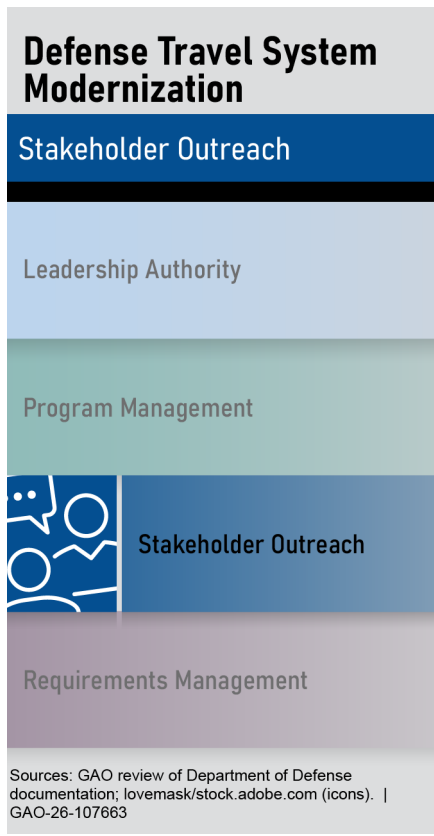 Defense Travel System
Modernization
Stakeholder Outreach
Leadership Authority
Program Management
Stakeholder Outreach
Requirements Management
Sources: GAO review of Department of Defense
documentation; lovemask/stock.adobe.com (icons).  |
GAO-26-107663